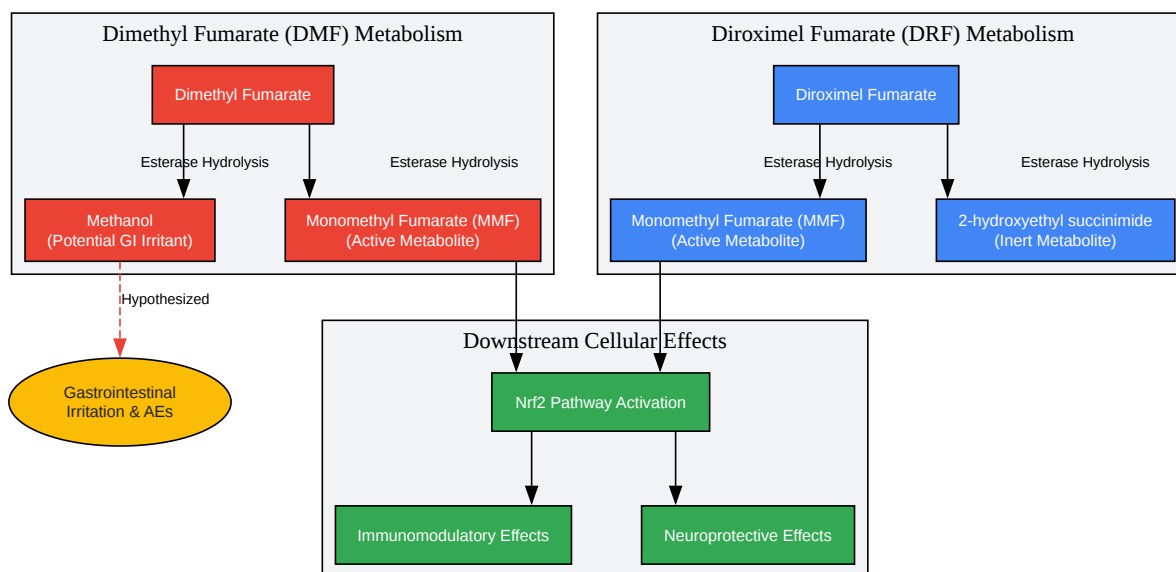 Dimethyl Fumarate (DMF) Metabolism
Dimethyl Fumarate
Esterase Hydrolysis
Esterase Hydrolysis
Methanol
(Potential GI Irritant)
Monomethyl Fumarate (MMF)
(Active Metabolite)
Hypothesized
Gastrointestinal
Irritation & AEs
Diroximel Fumarate (DRF) Metabolism
Diroximel Fumarate
Esterase Hydrolysis
Esterase Hydrolysis
Monomethyl Fumarate (MMF)
(Active Metabolite)
2-hydroxyethyl succinimide
(Inert Metabolite)
Downstream Cellular Effects
Nrf2 Pathway Activation
Immunomodulatory Effects
Neuroprotective Effects